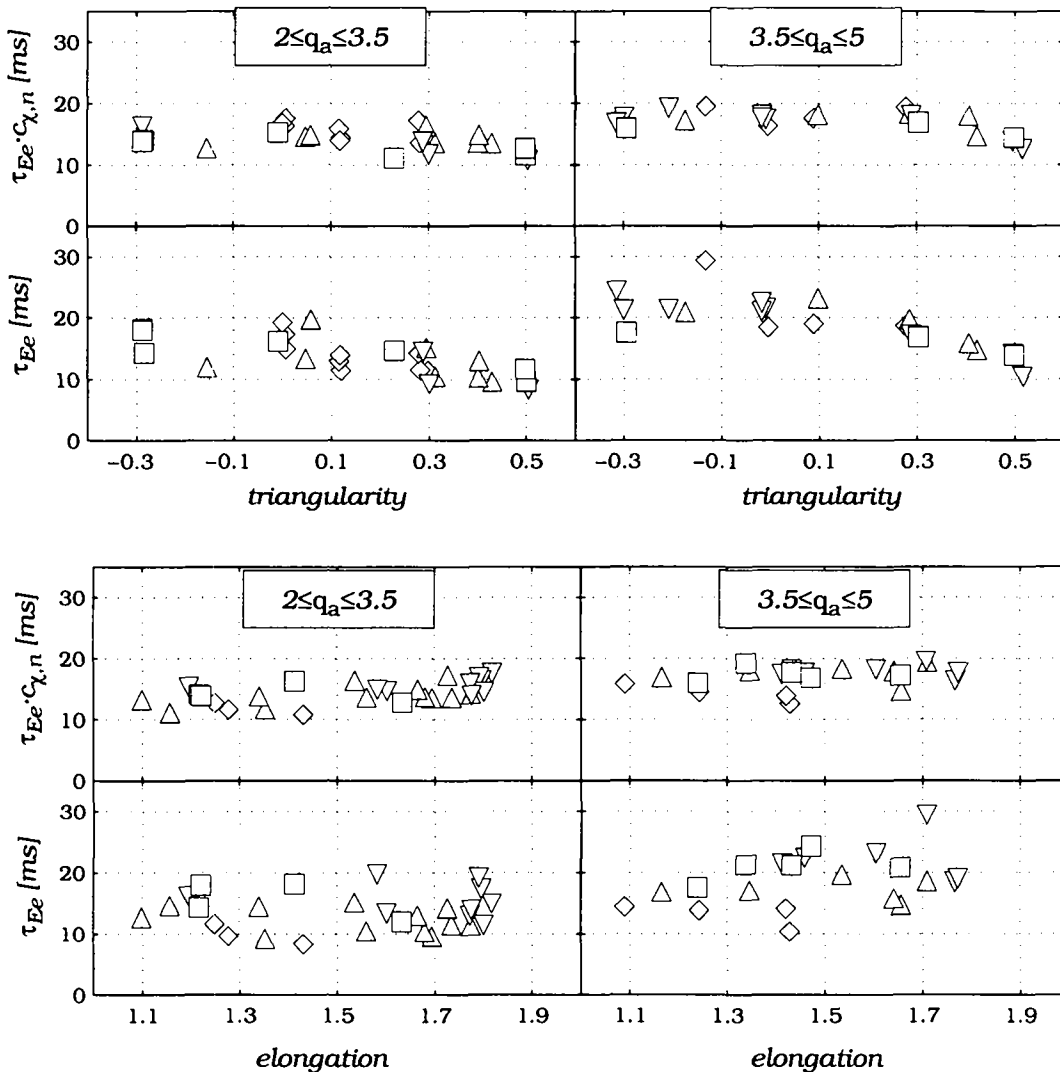 2≤qa≤3.5
3.5≤qa≤5
τEe·cχ,n [ms]
30
20
10
0
τEe [ms]
30
20
10
0
−0.3 −0.1 0.1 0.3 0.5
−0.3 −0.1 0.1 0.3 0.5
triangularity
triangularity
2≤qa≤3.5
3.5≤qa≤5
τEe·cχ,n [ms]
30
20
10
0
τEe [ms]
30
20
10
0
1.1 1.3 1.5 1.7 1.9
1.1 1.3 1.5 1.7 1.9
elongation
elongation